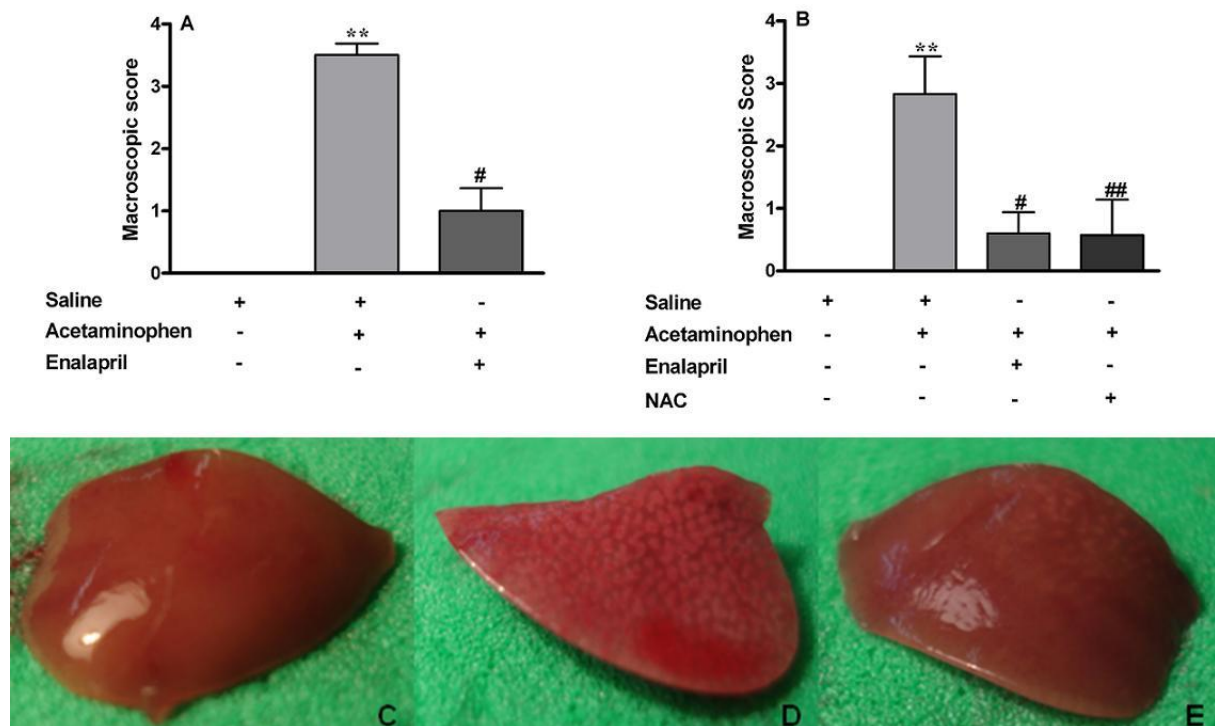 A
Macroscopic score
4
3
2
1
0
**
#
Saline + + -
Acetaminophen - + +
Enalapril - - +
B
Macroscopic Score
4
3
2
1
0
**
#
##
Saline + + - -
Acetaminophen - + + +
Enalapril - - + -
NAC - - - +
C
D
E